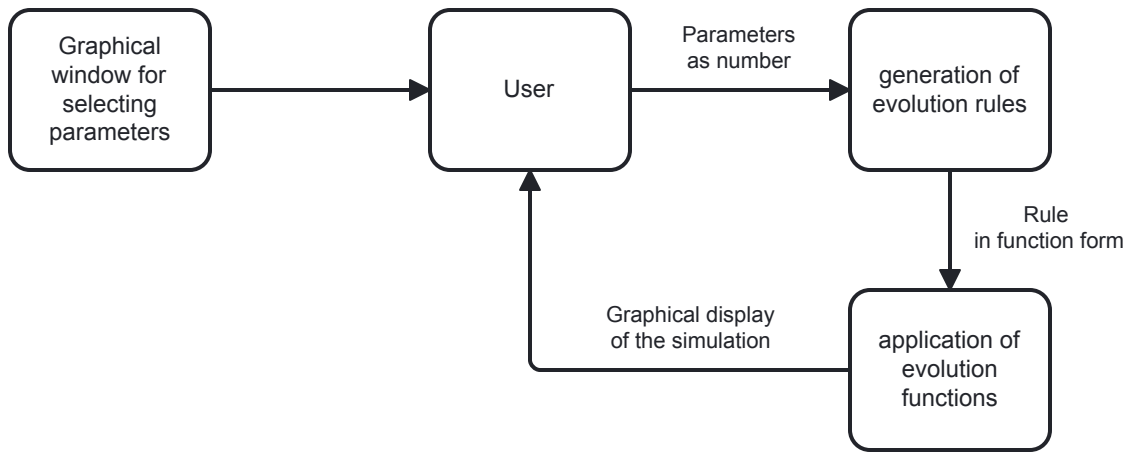 Graphical
window for
selecting
parameters
User
Parameters
as number
generation of
evolution rules
Rule
in function form
Graphical display
of the simulation
application of
evolution
functions